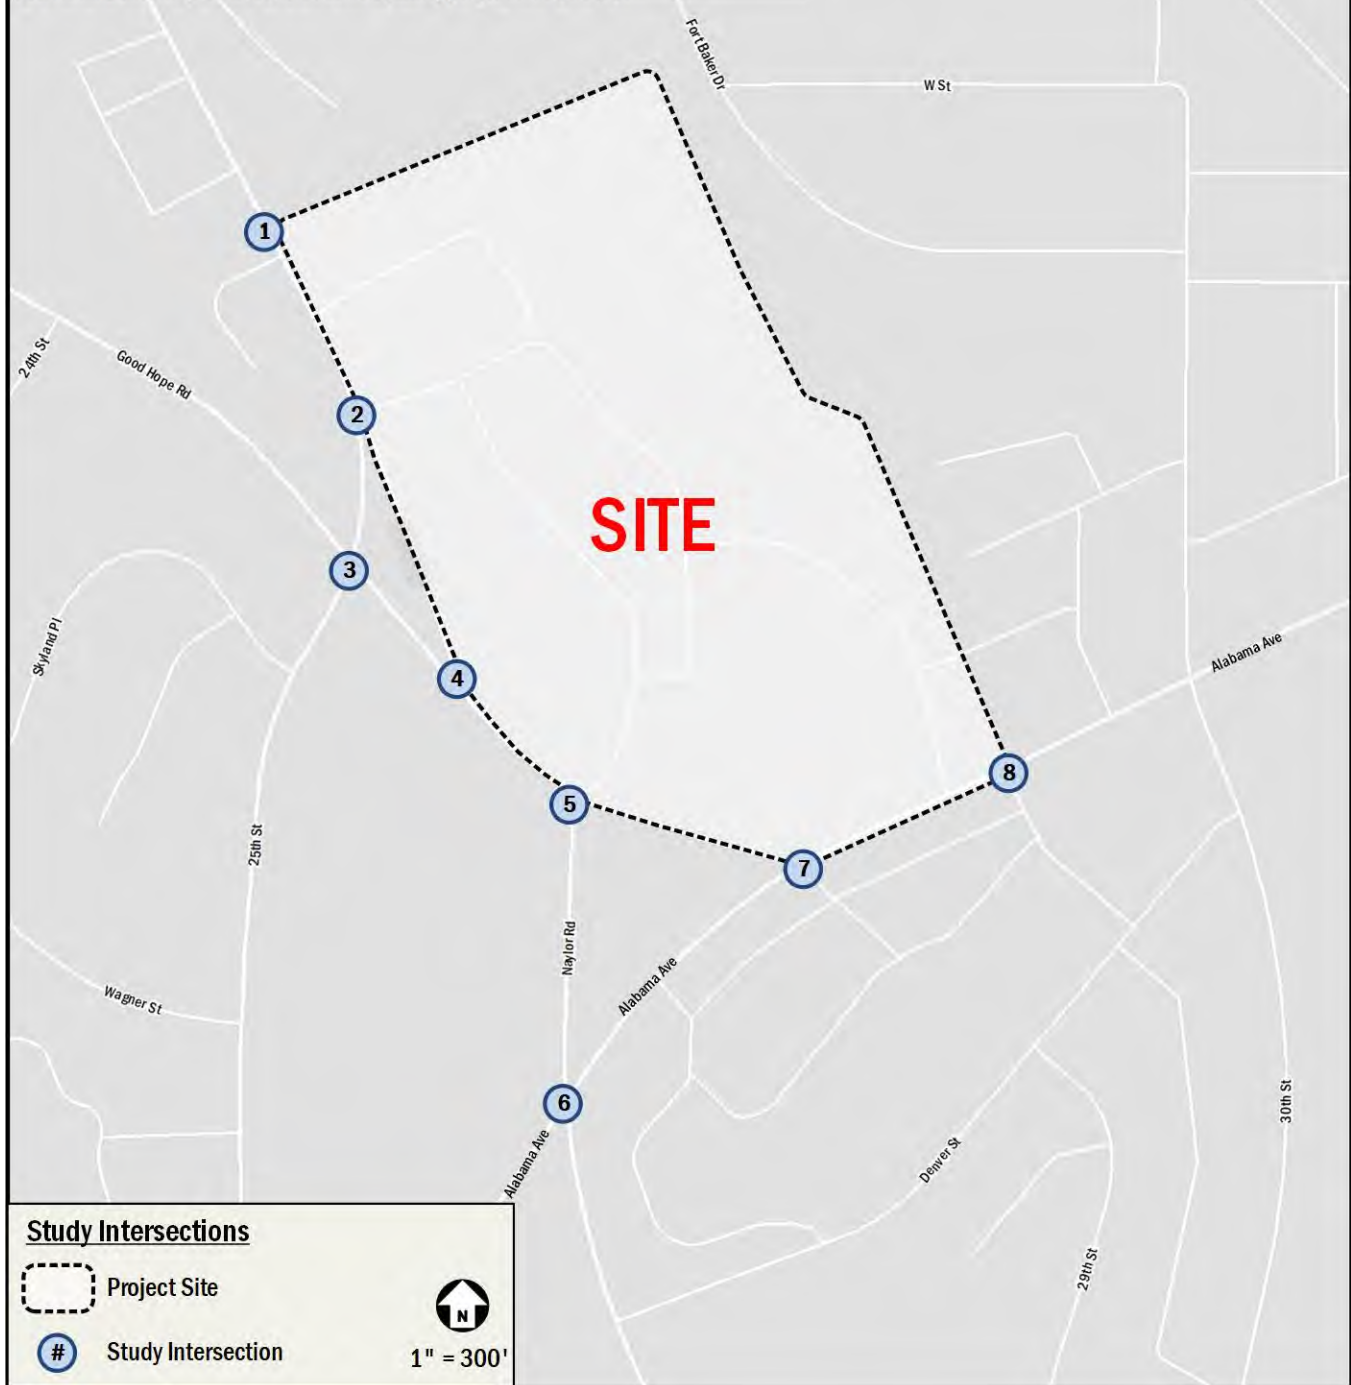 Fort Baker Dr
W St
1
24th St
Good Hope Rd
2
SITE
3
Skyland Pl
Alabama Ave
4
8
5
25th St
7
Naylor Rd
Alabama Ave
Wagner St
6
30th St
Alabama Ave
Denver St
29th St
Study Intersections
Project Site
N
# Study Intersection
1" = 300'